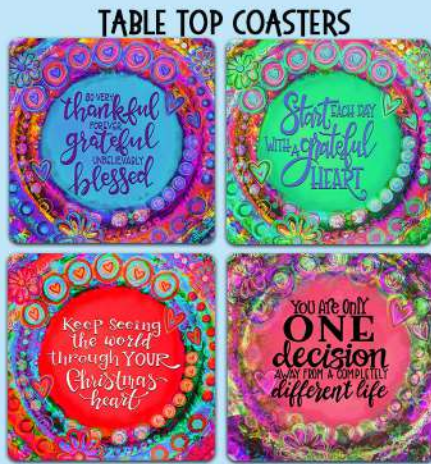 TABLE TOP COASTERS
SO VERY
thankful
FOREVER
grateful
UNBELIEVABLY
blessed
Start EACH DAY
WITH A grateful
HEART
Keep Seeing
the world
through YOUR
Christmas
heart
YOU ARE ONLY
ONE
decision
AWAY FROM A COMPLETELY
different life